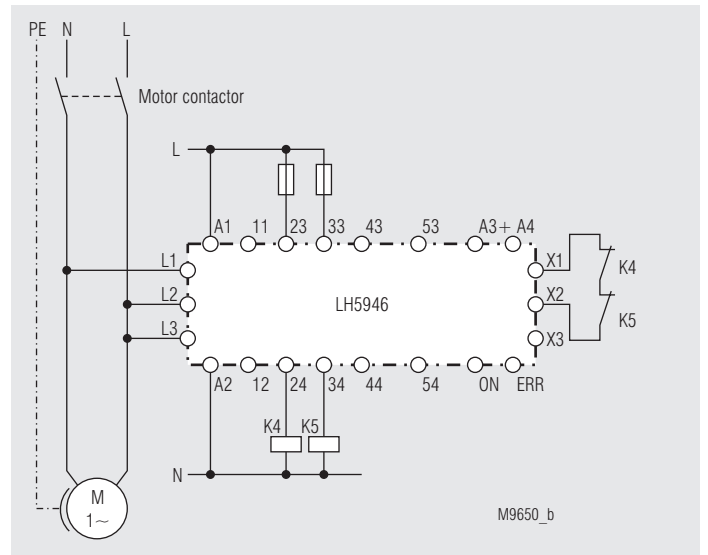 PE N L
Motor contactor
L
A1 11 23 33 43 53 A3+ A4
L1 X1
K4
L2 LH5946 X2
K5
L3 X3
A2 12 24 34 44 54 ON ERR
K4 K5
N
M
1~
M9650_b